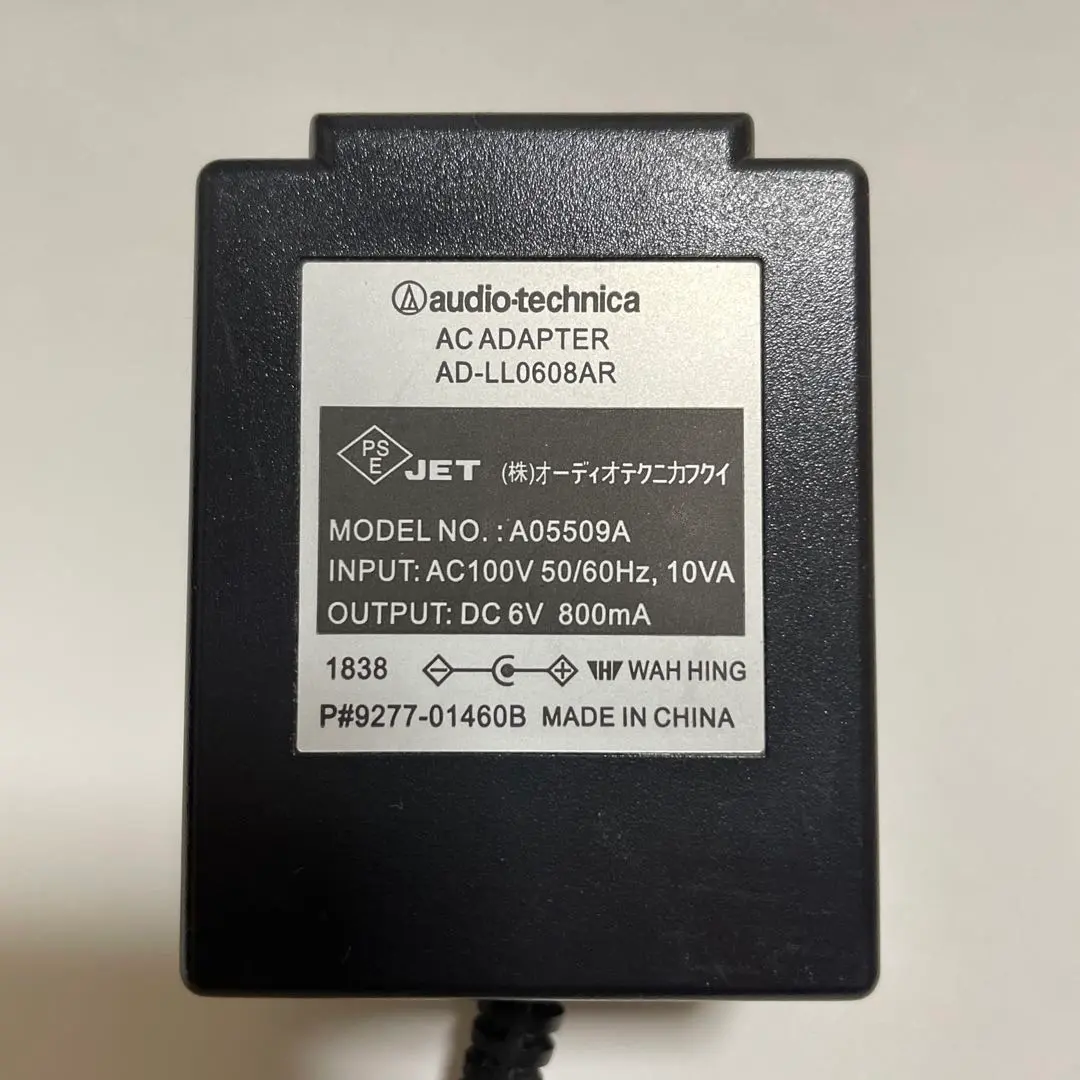 audio-technica
AC ADAPTER
AD-LL0608AR
PS
E
JET (株)オーディオテクニカフクイ
MODEL NO. : A05509A
INPUT: AC100V 50/60Hz, 10VA
OUTPUT: DC 6V 800mA
1838 WAH HING
P#9277-01460B MADE IN CHINA